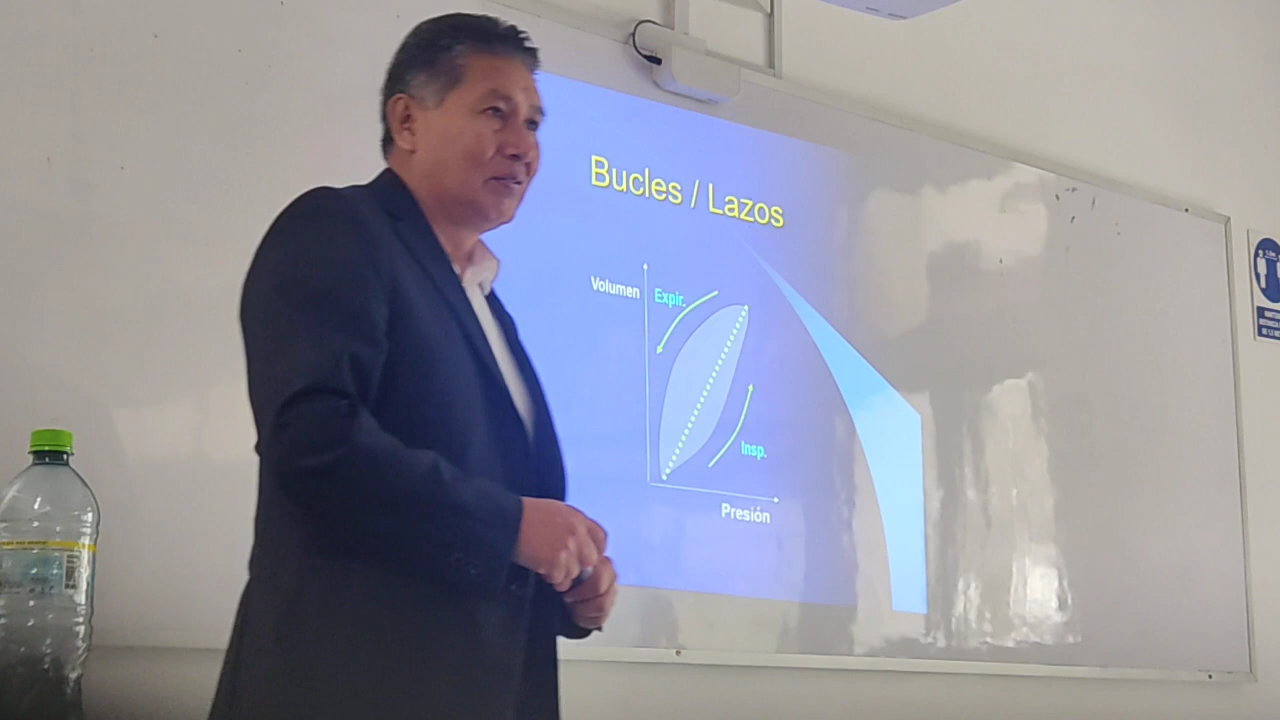 Bucles / Lazos
Volumen
Expir.
Insp.
Presión